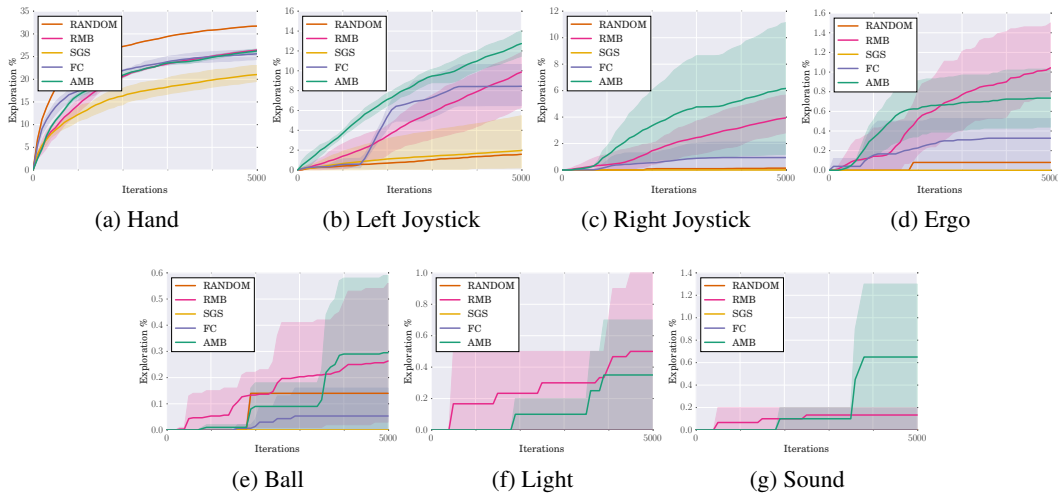 35
30
25
20
15
10
5
0
Exploration %
RANDOM
RMB
SGS
FC
AMB
0
5000
Iterations
(a) Hand
16
14
12
10
8
6
4
2
0
Exploration %
RANDOM
RMB
SGS
FC
AMB
0
5000
Iterations
(b) Left Joystick
12
10
8
6
4
2
0
Exploration %
RANDOM
RMB
SGS
FC
AMB
0
5000
Iterations
(c) Right Joystick
1.6
1.4
1.2
1.0
0.8
0.6
0.4
0.2
0.0
Exploration %
RANDOM
RMB
SGS
FC
AMB
0
5000
Iterations
(d) Ergo
0.6
0.5
0.4
0.3
0.2
0.1
0.0
Exploration %
RANDOM
RMB
SGS
FC
AMB
0
5000
Iterations
(e) Ball
1.0
0.8
0.6
0.4
0.2
0.0
Exploration %
RANDOM
RMB
SGS
FC
AMB
0
5000
Iterations
(f) Light
1.4
1.2
1.0
0.8
0.6
0.4
0.2
0.0
Exploration %
RANDOM
RMB
SGS
FC
AMB
0
5000
Iterations
(g) Sound